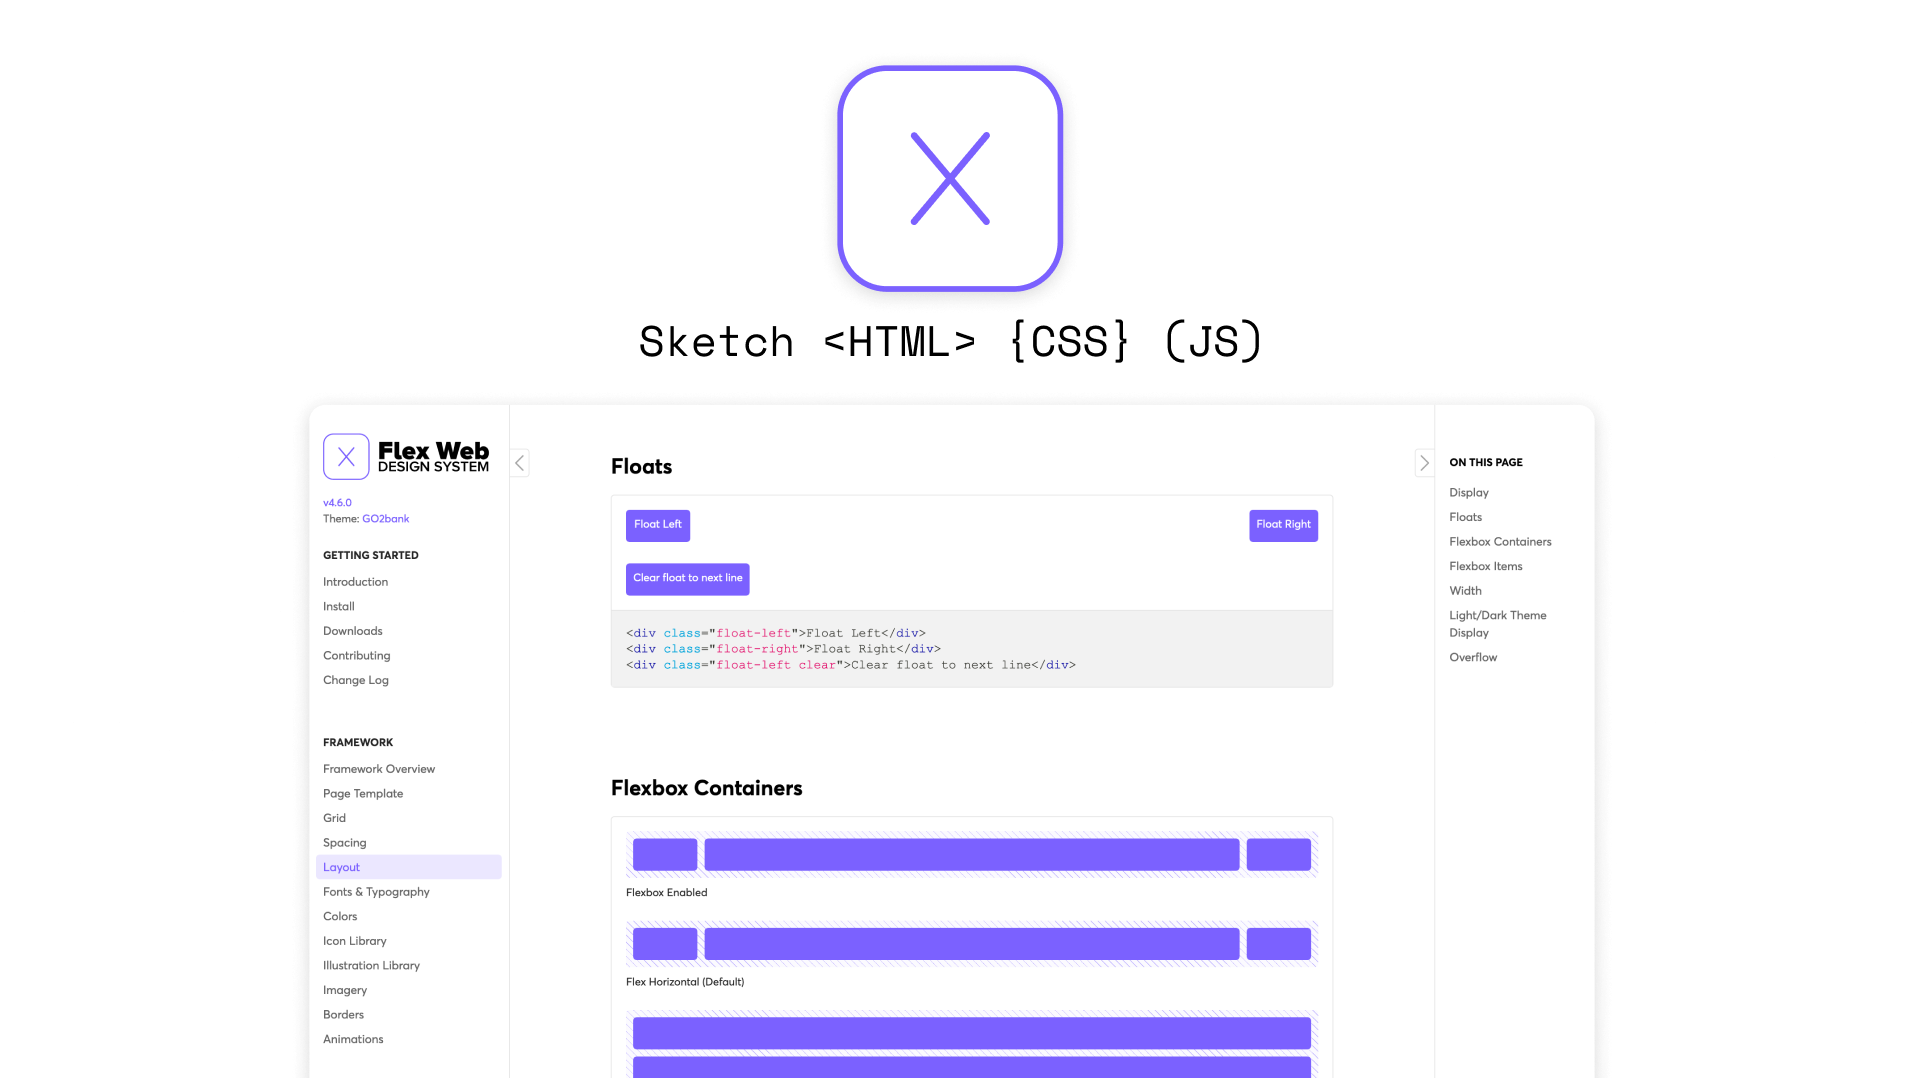 Sketch <HTML> {CSS} (JS)
Flex Web
DESIGN SYSTEM
v4.6.0
Theme: GO2bank
GETTING STARTED
Introduction
Install
Downloads
Contributing
Change Log
FRAMEWORK
Framework Overview
Page Template
Grid
Spacing
Layout
Fonts & Typography
Colors
Icon Library
Illustration Library
Imagery
Borders
Animations
Floats
Float Left
Float Right
Clear float to next line
<div class="float-left">Float Left</div>
<div class="float-right">Float Right</div>
<div class="float-left clear">Clear float to next line</div>
Flexbox Containers
Flexbox Enabled
Flex Horizontal (Default)
ON THIS PAGE
Display
Floats
Flexbox Containers
Flexbox Items
Width
Light/Dark Theme
Display
Overflow